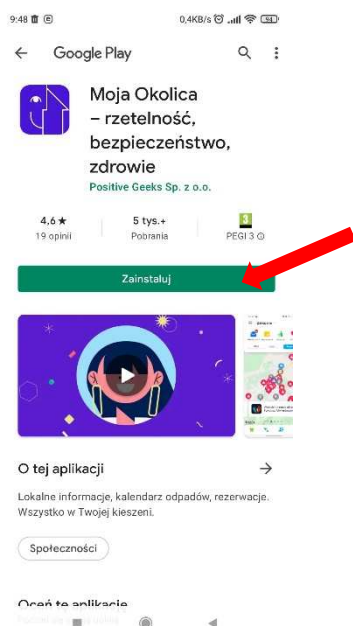 9:48 0,4KB/s 51
Google Play
Moja Okolica
– rzetelność,
bezpieczeństwo,
zdrowie
Positive Geeks Sp. z o.o.
4,6★ 5 tys.+ 3
19 opinii Pobrania PEGI 3
Zainstaluj
O tej aplikacji
Lokalne informacje, kalendarz odpadów, rezerwacje.
Wszystko w Twojej kieszeni.
Społeczności
Oceń tę aplikację